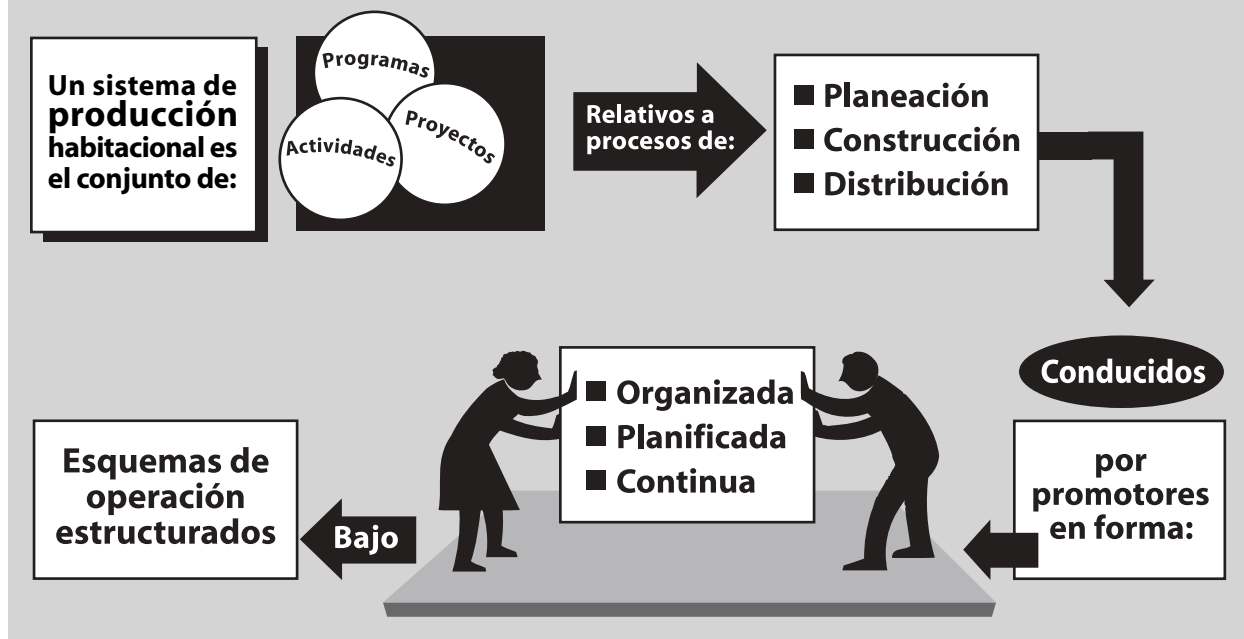 Un sistema de
producción
habitacional es
el conjunto de:
Programas
Proyectos
Actividades
Relativos a
procesos de:
■ Planeación
■ Construcción
■ Distribución
Conducidos
por
promotores
en forma:
■ Organizada
■ Planificada
■ Continua
Bajo
Esquemas de
operación
estructurados